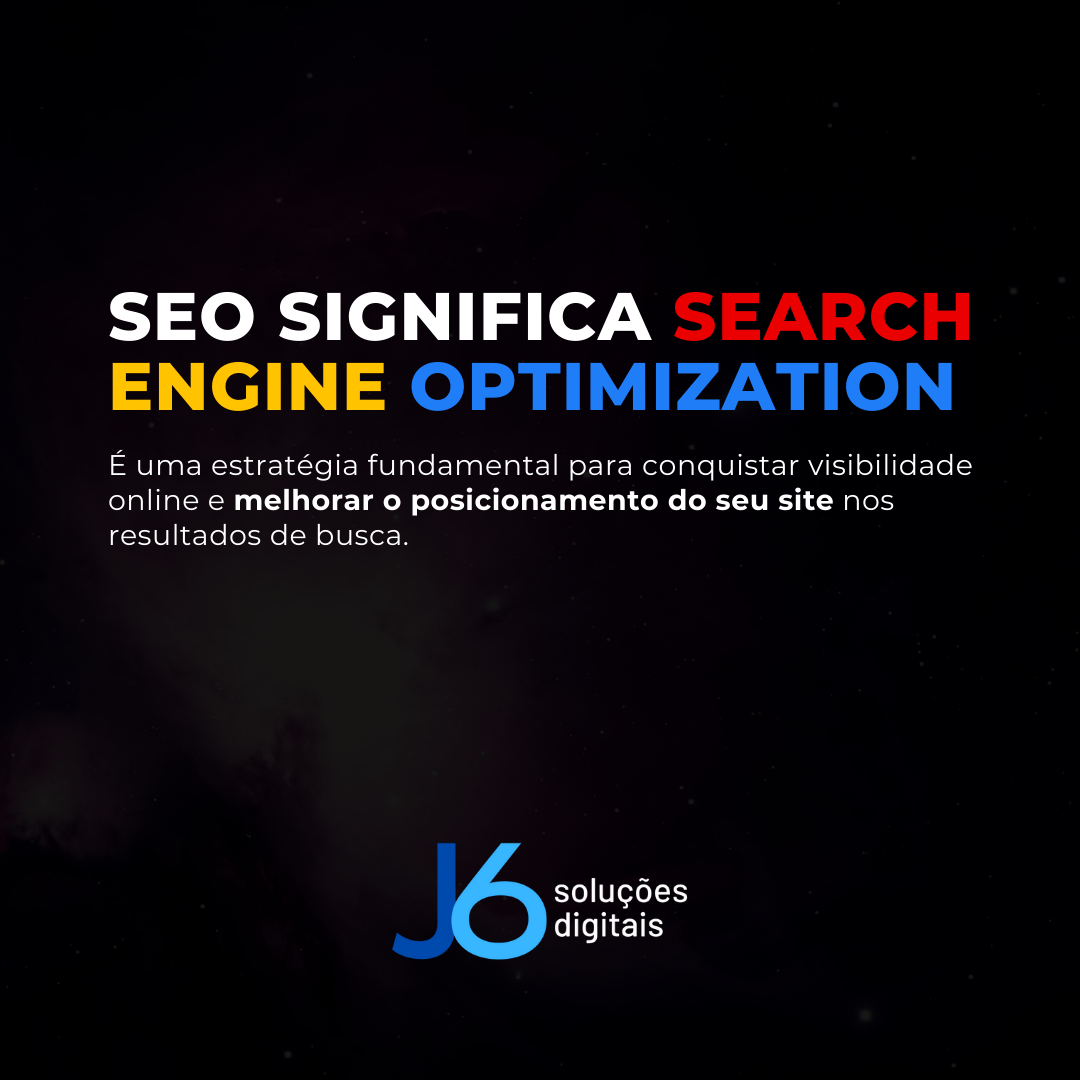 SEO SIGNIFICA SEARCH
ENGINE OPTIMIZATION
É uma estratégia fundamental para conquistar visibilidade
online e melhorar o posicionamento do seu site nos
resultados de busca.
J6 soluções
digitais